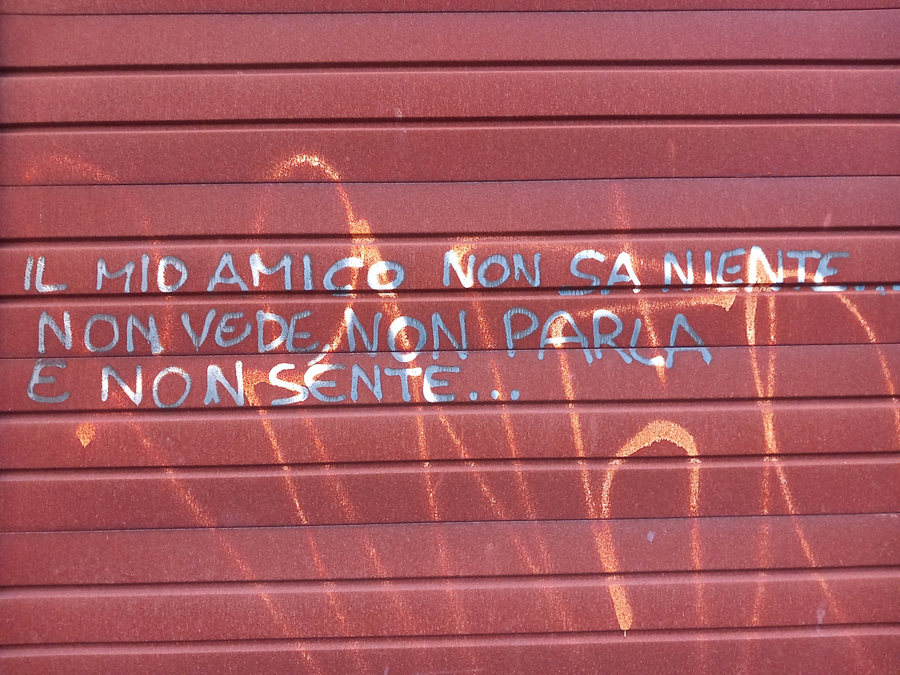 IL MIO AMICO NON SA NIENTE...
NON VEDE, NON PARLA
E NON SENTE...